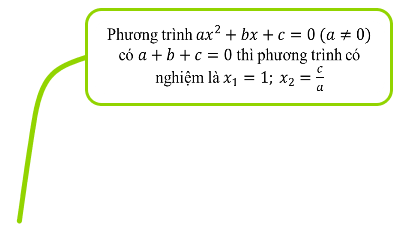 Phương trình ax² + bx + c = 0 (a ≠ 0)
có a + b + c = 0 thì phương trình có
nghiệm là x₁ = 1; x₂ = c/a